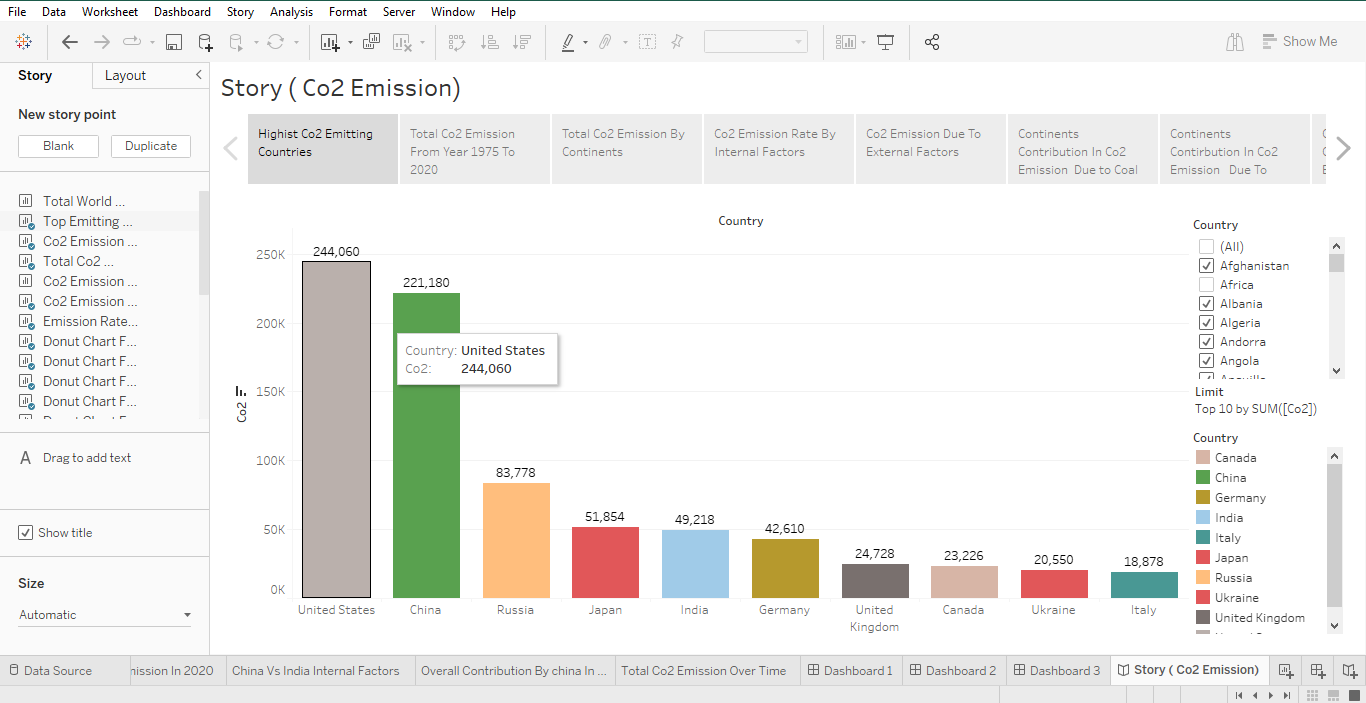 File Data Worksheet Dashboard Story Analysis Format Server Window Help
Show Me
Story Layout
New story point
Blank Duplicate
Total World ...
Top Emitting ...
Co2 Emission ...
Total Co2 ...
Co2 Emission ...
Co2 Emission ...
Emission Rate...
Donut Chart F...
Donut Chart F...
Donut Chart F...
Donut Chart F...
A Drag to add text
Show title
Size
Automatic
Story ( Co2 Emission)
Highist Co2 Emitting
Countries
Total Co2 Emission
From Year 1975 To
2020
Total Co2 Emission By
Continents
Co2 Emission Rate By
Internal Factors
Co2 Emission Due To
External Factors
Continents
Contribution In Co2
Emission Due to Coal
Continents
Contirbution In Co2
Emission Due To
Country
250K
200K
150K
100K
50K
0K
Co2
244,060
221,180
83,778
51,854
49,218
42,610
24,728
23,226
20,550
18,878
Country: United States
Co2: 244,060
United States
China
Russia
Japan
India
Germany
United
Kingdom
Canada
Ukraine
Italy
Country
(All)
Afghanistan
Africa
Albania
Algeria
Andorra
Angola
Limit
Top 10 by SUM([Co2])
Country
Canada
China
Germany
India
Italy
Japan
Russia
Ukraine
United Kingdom
Data Source
nission In 2020
China Vs India Internal Factors
Overall Contribution By china In ...
Total Co2 Emission Over Time
Dashboard 1
Dashboard 2
Dashboard 3
Story ( Co2 Emission)